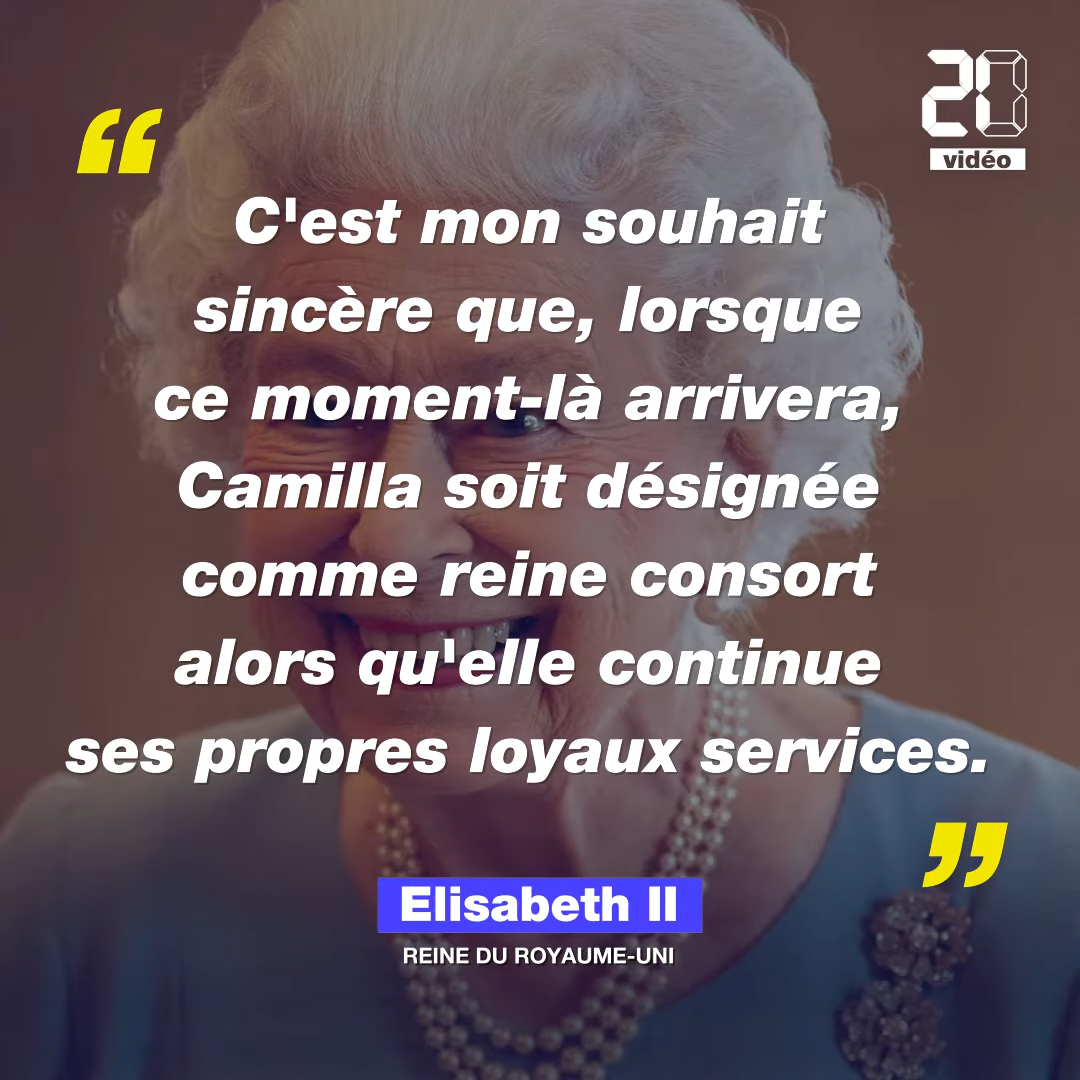 20
vidéo
“
C'est mon souhait
sincère que, lorsque
ce moment-là arrivera,
Camilla soit désignée
comme reine consort
alors qu'elle continue
ses propres loyaux services.
”
Elisabeth II
REINE DU ROYAUME-UNI